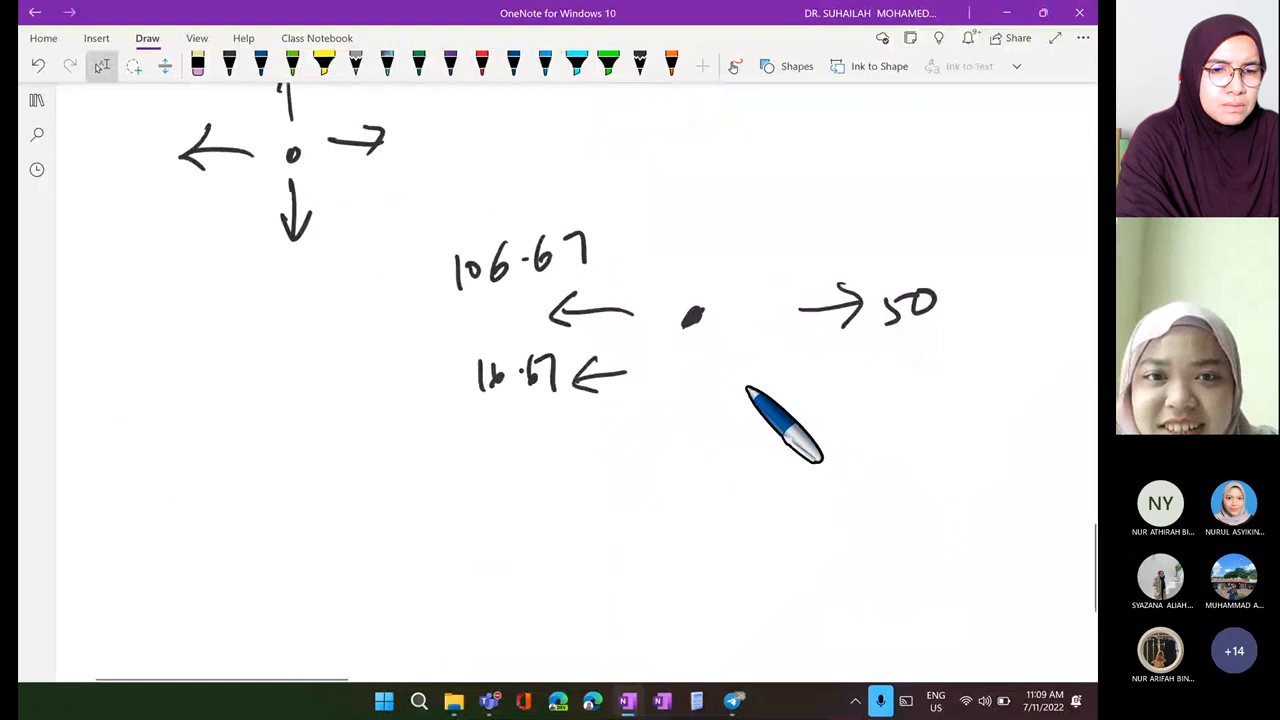 OneNote for Windows 10
DR. SUHAILAH MOHAMED...
Home
Insert
Draw
View
Help
Class Notebook
9+
Share
Shapes
Ink to Shape
Ink to Text
106.67
50
16.67
NY
NUR ATHIRAH BI...
NURUL ASYIKIN...
SYAZANA ALIAH...
MUHAMMAD A...
NUR ARIFAH BIN...
+14
ENG
US
11:09 AM
7/11/2022